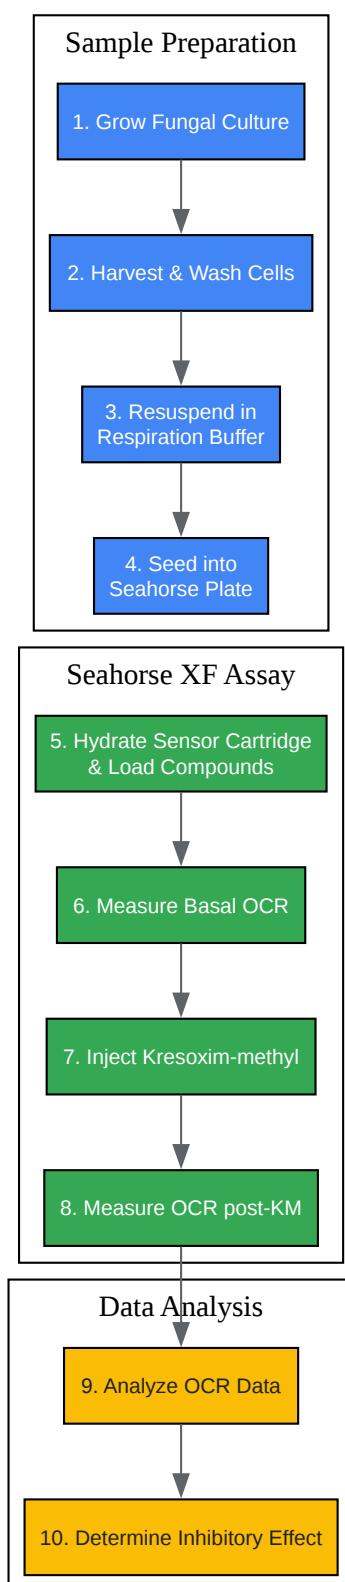 Sample Preparation
1. Grow Fungal Culture
2. Harvest & Wash Cells
3. Resuspend in
Respiration Buffer
4. Seed into
Seahorse Plate
Seahorse XF Assay
5. Hydrate Sensor Cartridge
& Load Compounds
6. Measure Basal OCR
7. Inject Kresoxim-methyl
8. Measure OCR post-KM
Data Analysis
9. Analyze OCR Data
10. Determine Inhibitory Effect